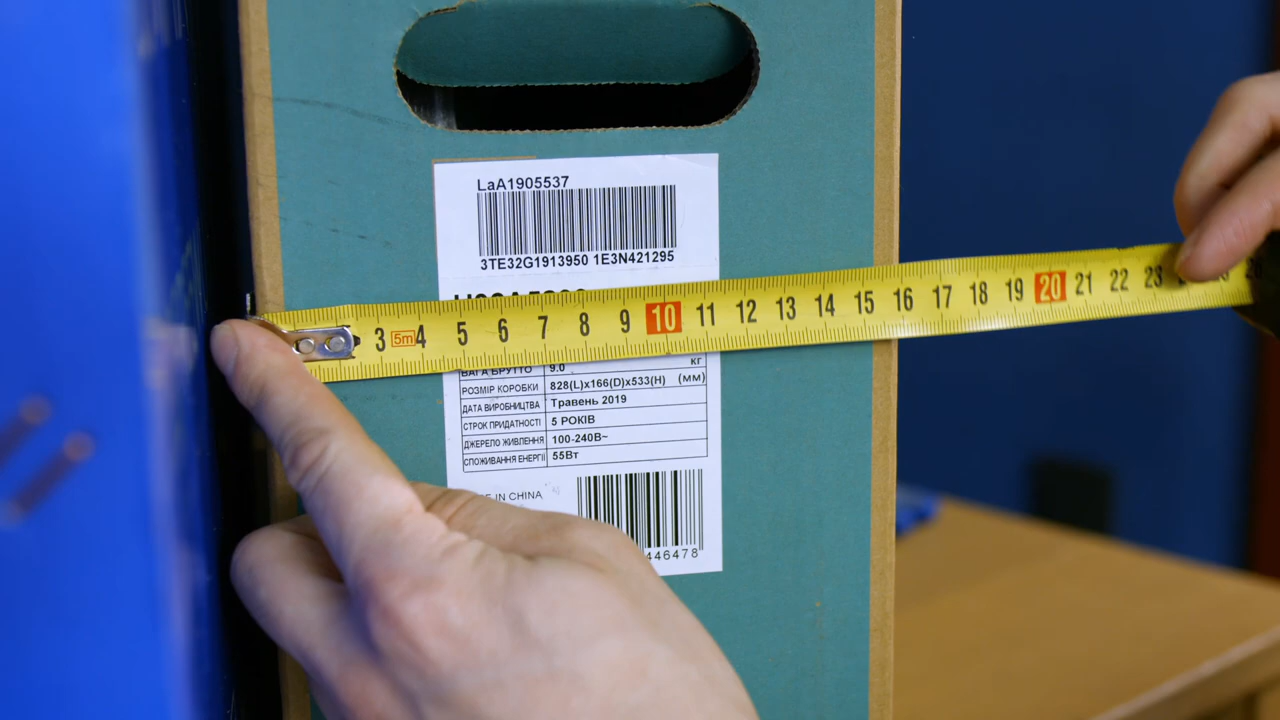 LaA1905537
3TE32G1913950 1E3N421295
3 5m 4 5 6 7 8 9 10 11 12 13 14 15 16 17 18 19 20 21 22 23
ВАГА БРУТТО 9.0 кг
РОЗМІР КОРОБКИ 828(L)x166(D)x533(H) (мм)
ДАТА ВИРОБНИЦТВА Травень 2019
СТРОК ПРИДАТНОСТІ 5 РОКІВ
ДЖЕРЕЛО ЖИВЛЕННЯ 100-240В~
СПОЖИВАННЯ ЕНЕРГІЇ 55Вт
IN CHINA
446478